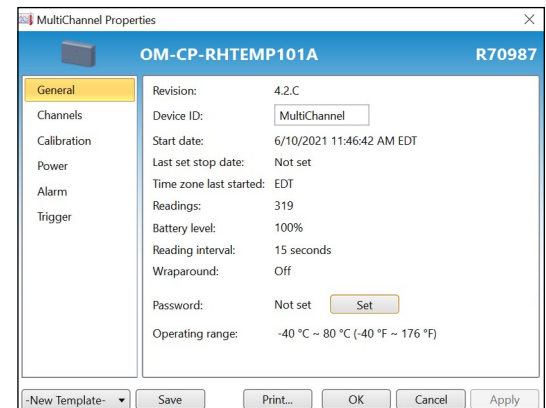 MultiChannel Properties
OM-CP-RHTEMP101A R70987
General
Channels
Calibration
Power
Alarm
Trigger
Revision: 4.2.C
Device ID: MultiChannel
Start date: 6/10/2021 11:46:42 AM EDT
Last set stop date: Not set
Time zone last started: EDT
Readings: 319
Battery level: 100%
Reading interval: 15 seconds
Wraparound: Off
Password: Not set Set
Operating range: -40 °C ~ 80 °C (-40 °F ~ 176 °F)
-New Template- Save Print... OK Cancel Apply